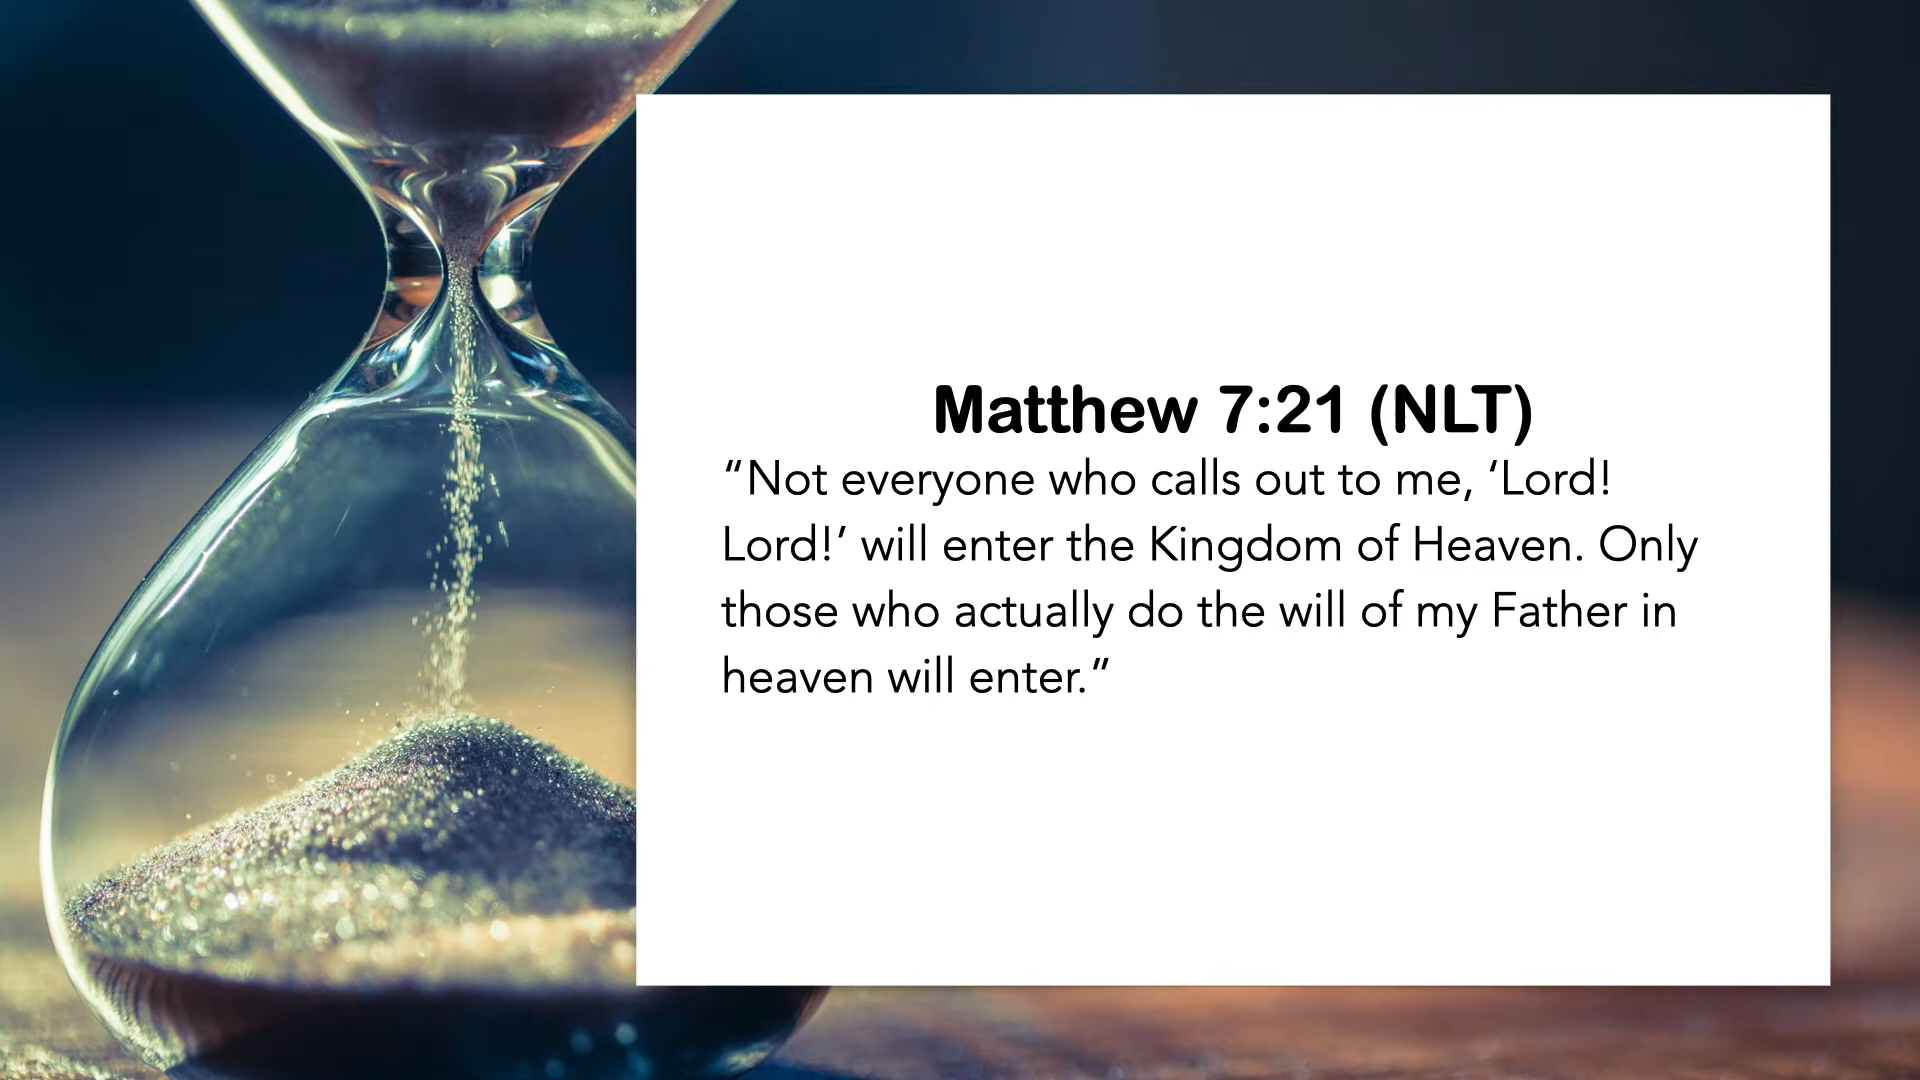 Matthew 7:21 (NLT)
“Not everyone who calls out to me, ‘Lord!
Lord!’ will enter the Kingdom of Heaven. Only
those who actually do the will of my Father in
heaven will enter.”